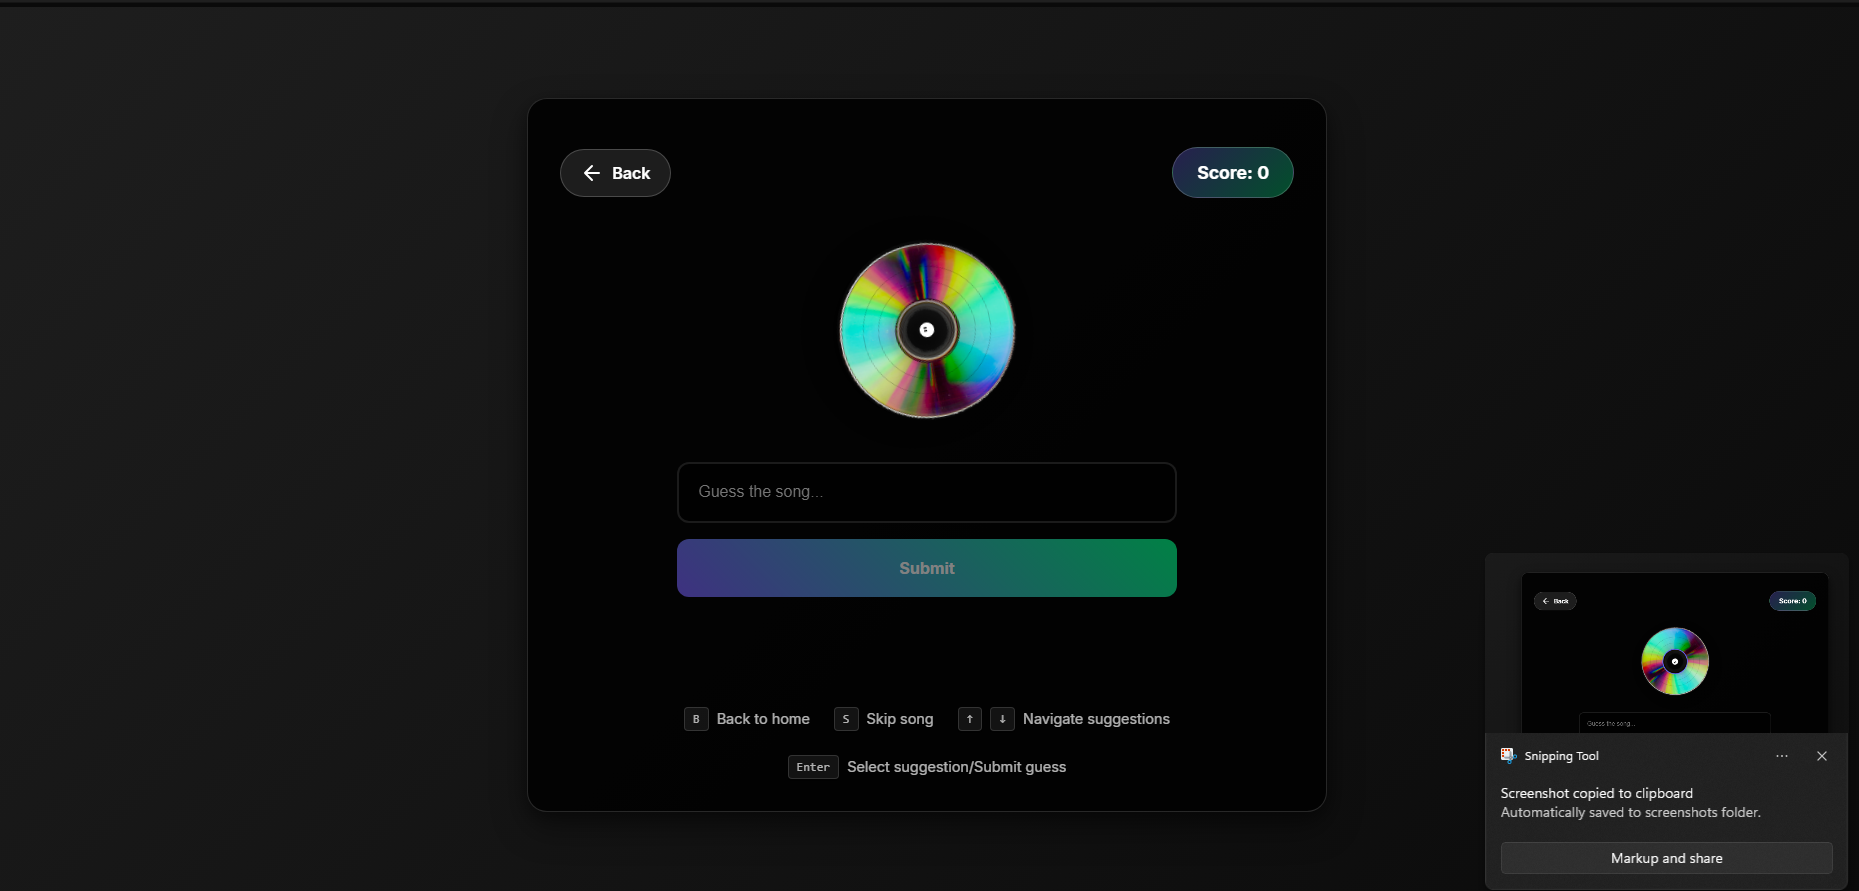 Back
Score: 0
Guess the song...
Submit
B Back to home S Skip song ↑ ↓ Navigate suggestions
Enter Select suggestion/Submit guess
Back
Score: 0
Guess the song...
Snipping Tool
Screenshot copied to clipboard
Automatically saved to screenshots folder.
Markup and share